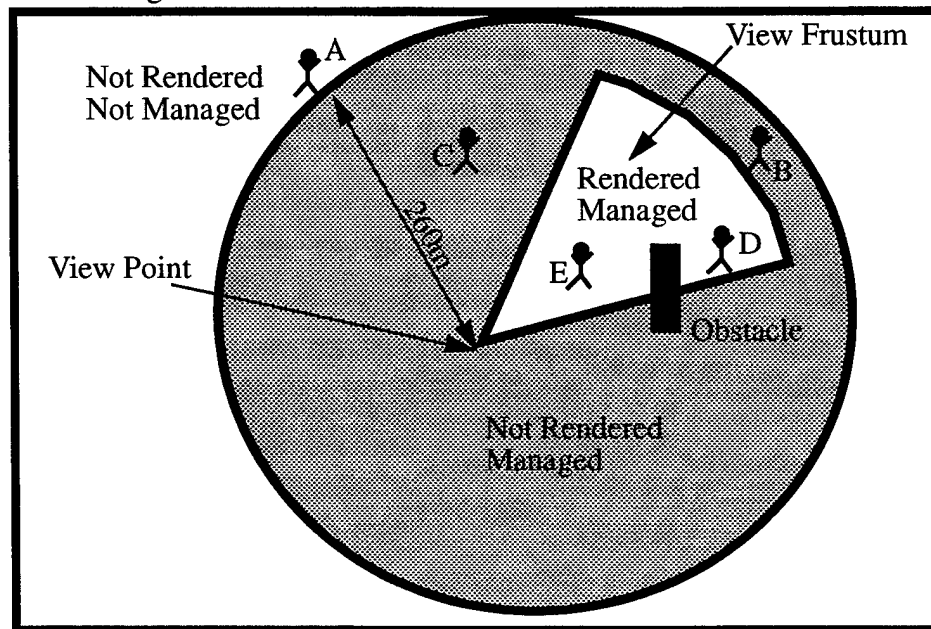 View Frustum
A
Not Rendered
Not Managed
C
B
Rendered
Managed
260m
D
E
View Point
Obstacle
Not Rendered
Managed